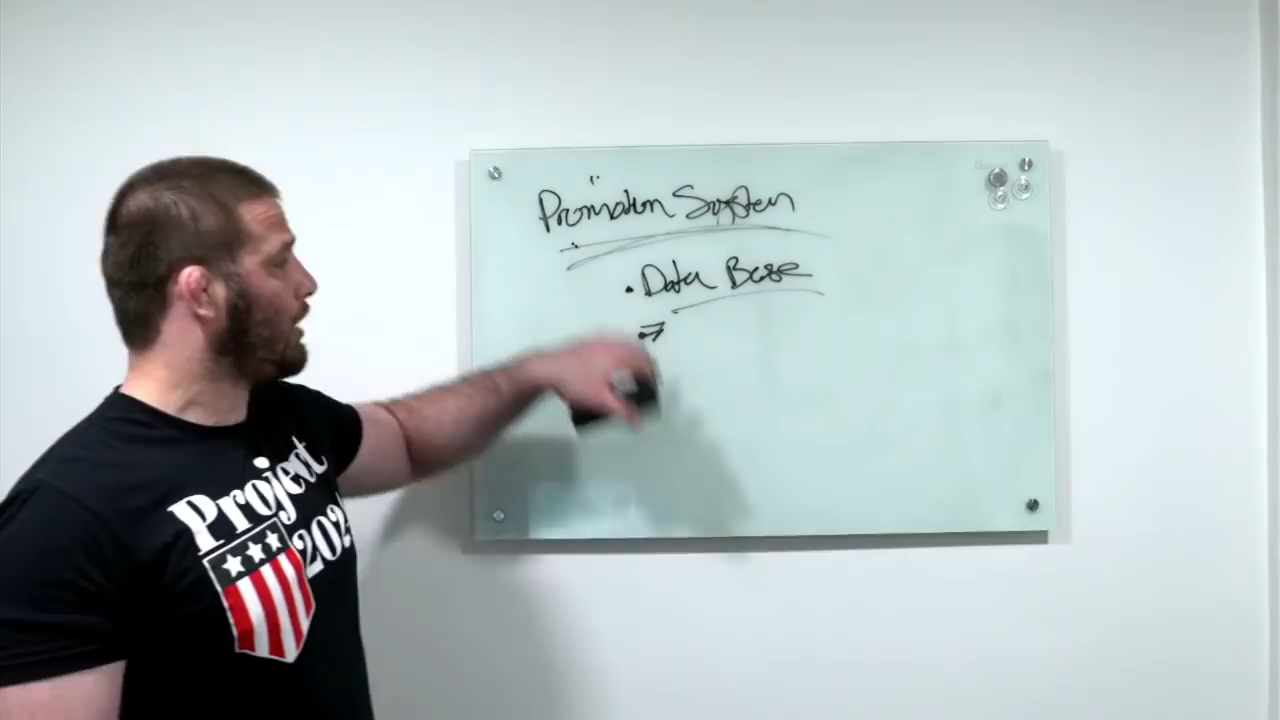 Promotion System
• Data Base
→
Project
202